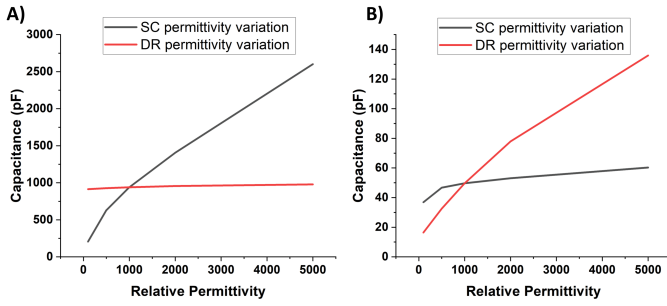 A)
SC permittivity variation
DR permittivity variation
3000
2500
2000
1500
1000
500
0
Capacitance (pF)
0 1000 2000 3000 4000 5000
Relative Permittivity
B)
SC permittivity variation
DR permittivity variation
140
120
100
80
60
40
20
0
Capacitance (pF)
0 1000 2000 3000 4000 5000
Relative Permittivity